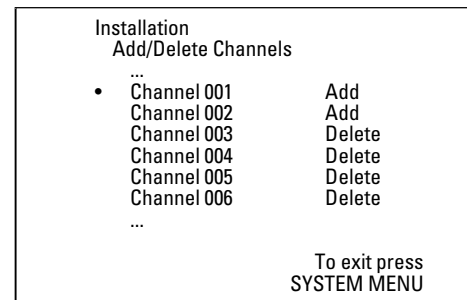 Installation
Add/Delete Channels
...
• Channel 001 Add
Channel 002 Add
Channel 003 Delete
Channel 004 Delete
Channel 005 Delete
Channel 006 Delete
...
To exit press
SYSTEM MENU